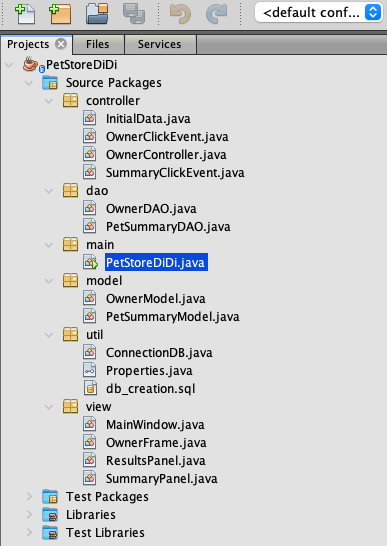 <default conf...
Projects
Files
Services
PetStoreDiDi
Source Packages
controller
InitialData.java
OwnerClickEvent.java
OwnerController.java
SummaryClickEvent.java
dao
OwnerDAO.java
PetSummaryDAO.java
main
PetStoreDiDi.java
model
OwnerModel.java
PetSummaryModel.java
util
ConnectionDB.java
Properties.java
db_creation.sql
view
MainWindow.java
OwnerFrame.java
ResultsPanel.java
SummaryPanel.java
Test Packages
Libraries
Test Libraries